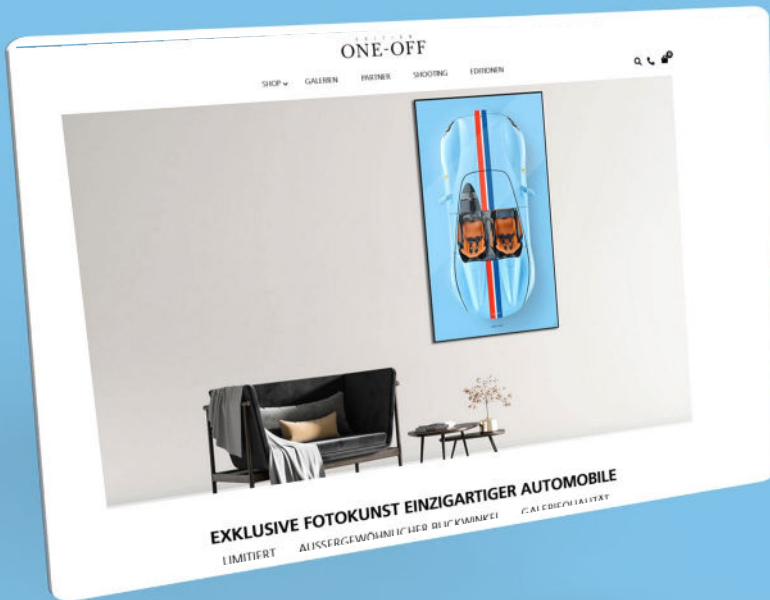 EDITION
ONE-OFF
SHOP GALERIEN PARTNER SHOOTING EDITIONEN
EXKLUSIVE FOTOKUNST EINZIGARTIGER AUTOMOBILE
LIMITIERT AUSSERGEWÖHNLICHER BLICKWINKEL GALERIEQUALITÄT